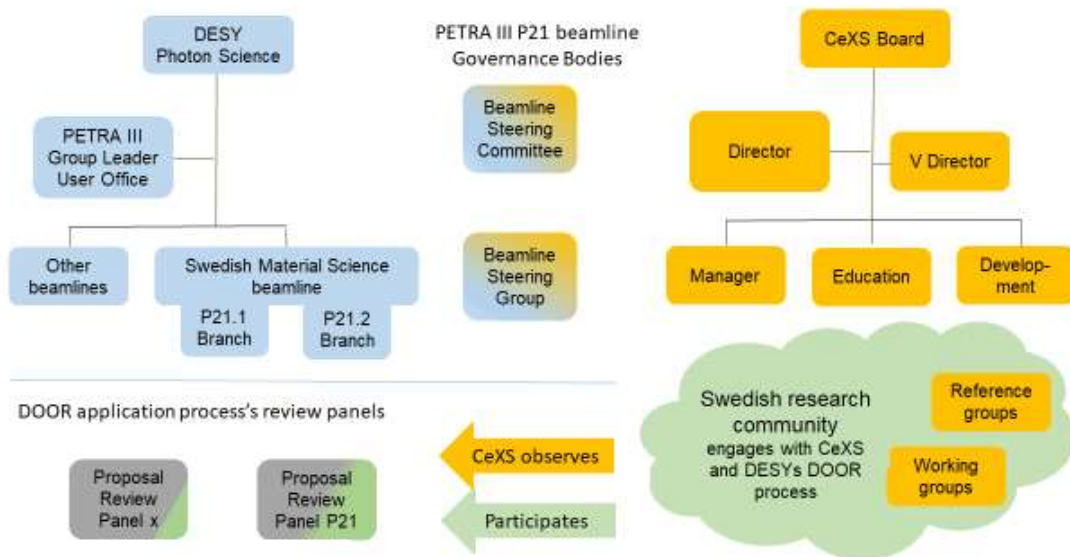 DESY
Photon Science
PETRA III
Group Leader
User Office
Other
beamlines
Swedish Material Science
beamline
P21.1
Branch
P21.2
Branch
PETRA III P21 beamline
Governance Bodies
Beamline
Steering
Committee
Beamline
Steering
Group
CeXS Board
Director
V Director
Manager
Education
Develop-
ment
DOOR application process's review panels
Proposal
Review
Panel x
Proposal
Review
Panel P21
CeXS observes
Participates
Swedish research
community
engages with CeXS
and DESYs DOOR
process
Reference
groups
Working
groups